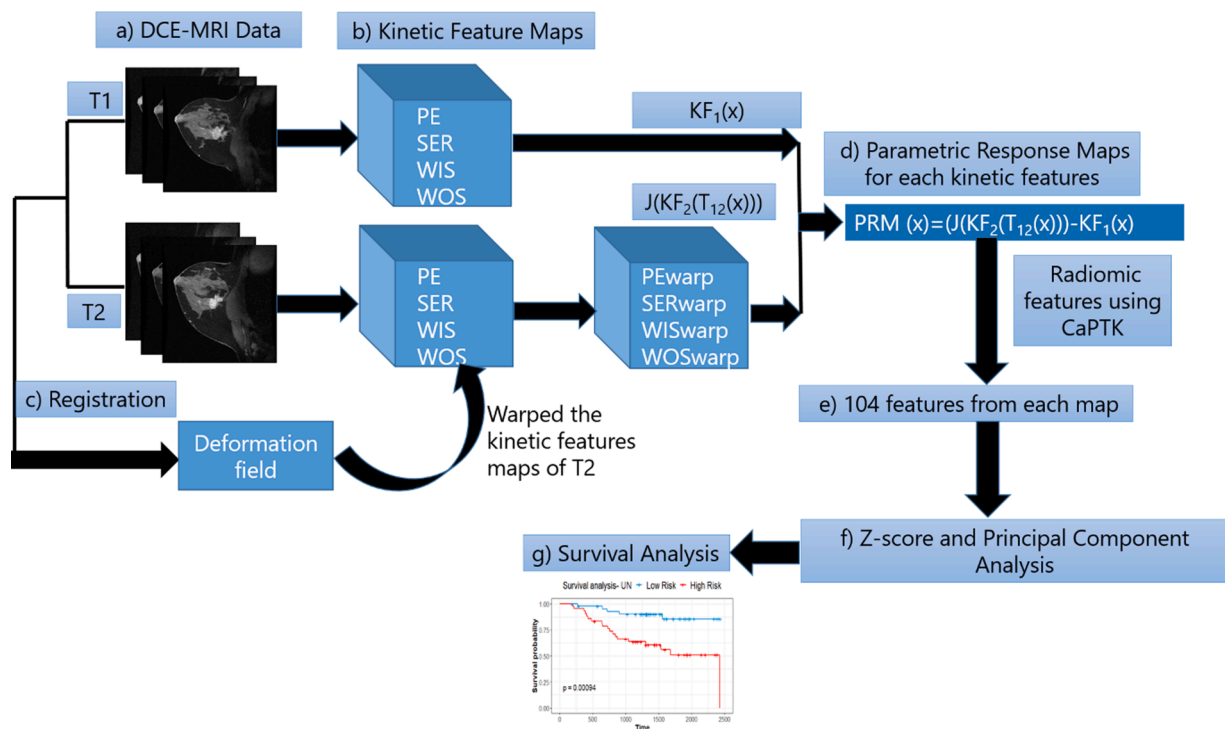 a) DCE-MRI Data
b) Kinetic Feature Maps
T1
PE
SER
WIS
WOS
KF₁(x)
d) Parametric Response Maps
for each kinetic features
J(KF₂(T₁₂(x)))
PRM (x)=(J(KF₂(T₁₂(x)))-KF₁(x)
T2
PE
SER
WIS
WOS
PEwarp
SERwarp
WISwarp
WOSwarp
Radiomic
features using
CaPTK
c) Registration
Deformation
field
Warped the
kinetic features
maps of T2
e) 104 features from each map
f) Z-score and Principal Component
Analysis
g) Survival Analysis
Survival analysis- UN Low Risk High Risk
Survival probability
1.00
0.75
0.50
0.25
0.00
p = 0.00094
0 500 1000 1500 2000 2500
Time